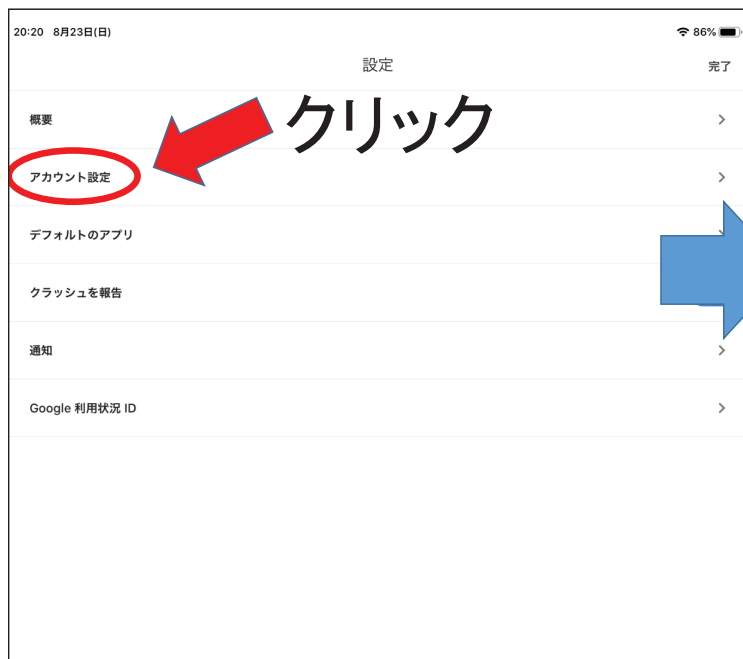 20:20 8月23日(日) 86%
設定 完了
クリック
概要
アカウント設定
デフォルトのアプリ
クラッシュを報告
通知
Google 利用状況 ID